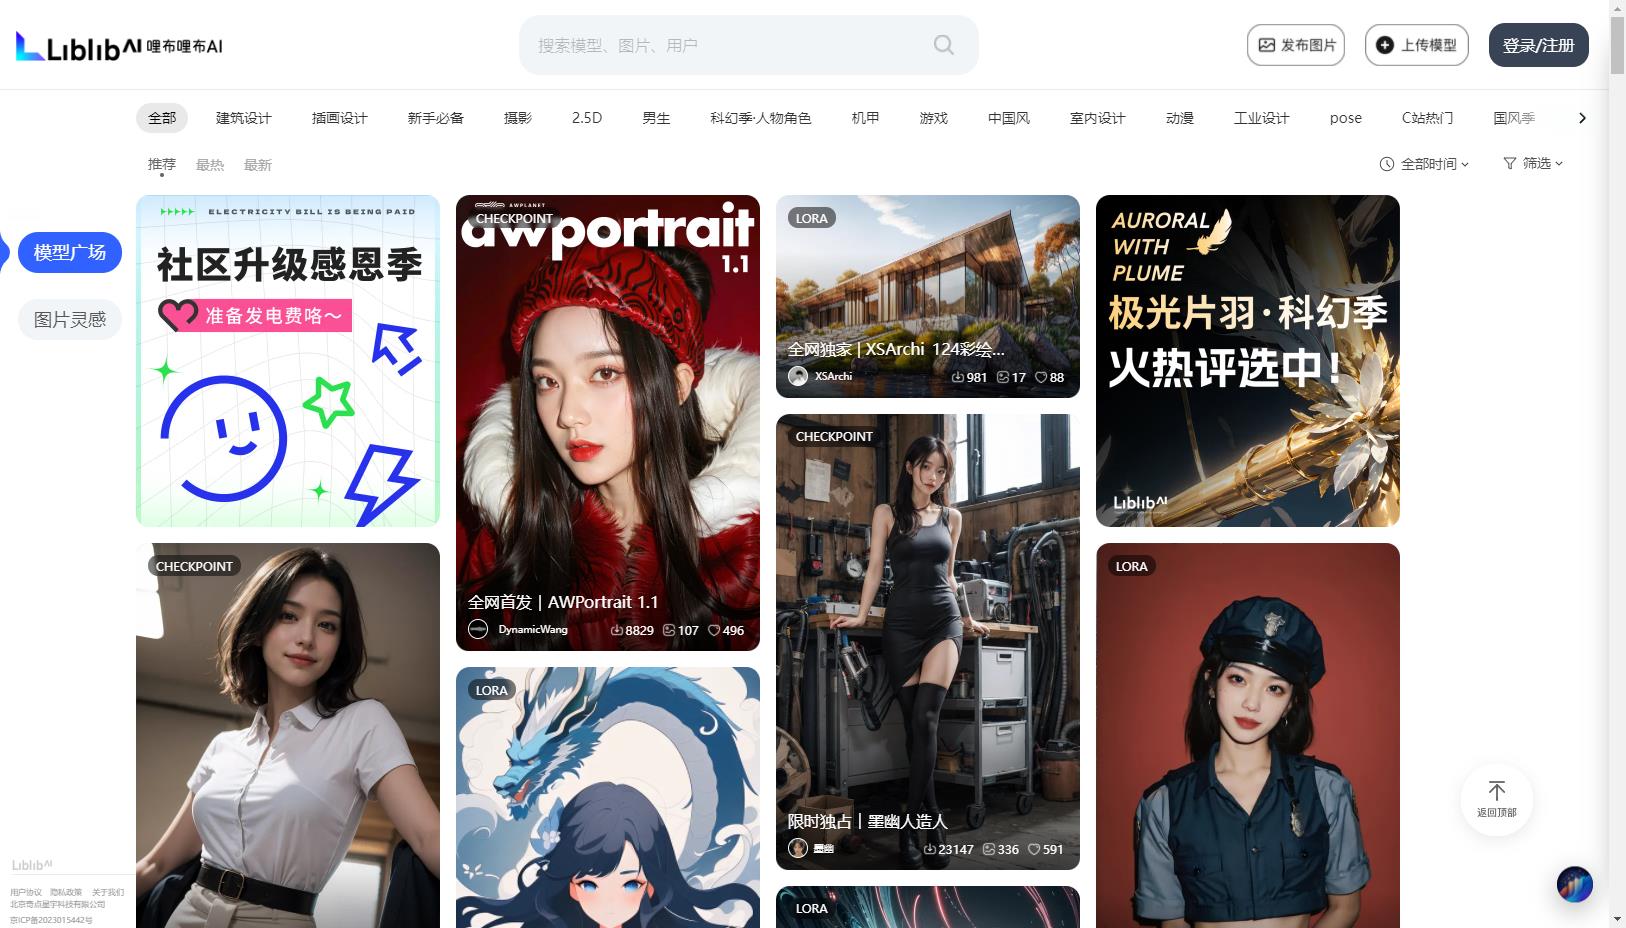 LıblıbAI 哩布哩布AI
搜索模型、图片、用户
发布图片
上传模型
登录/注册
全部 建筑设计 插画设计 新手必备 摄影 2.5D 男生 科幻季·人物角色 机甲 游戏 中国风 室内设计 动漫 工业设计 pose C站热门 国风季
推荐 最热 最新
全部时间
筛选
模型广场
图片灵感
ELECTRICITY BILL IS BEING PAID
社区升级感恩季
准备发电费咯～
AWPLANET
CHECKPOINT
awportrait
1.1
全网首发 | AWPortrait 1.1
DynamicWang
8829 107 496
LORA
全网独家 | XSArchi 124彩绘...
XSArchi
981 17 88
AURORAL
WITH
PLUME
极光片羽·科幻季
火热评选中!
LıblıbAI
CHECKPOINT
限时独占 | 墨幽人造人
墨幽
23147 336 591
CHECKPOINT
LORA
LORA
LORA
返回顶部
LıblıbAI
用户协议 隐私政策 关于我们
北京奇点星宇科技有限公司
京ICP备2023015442号